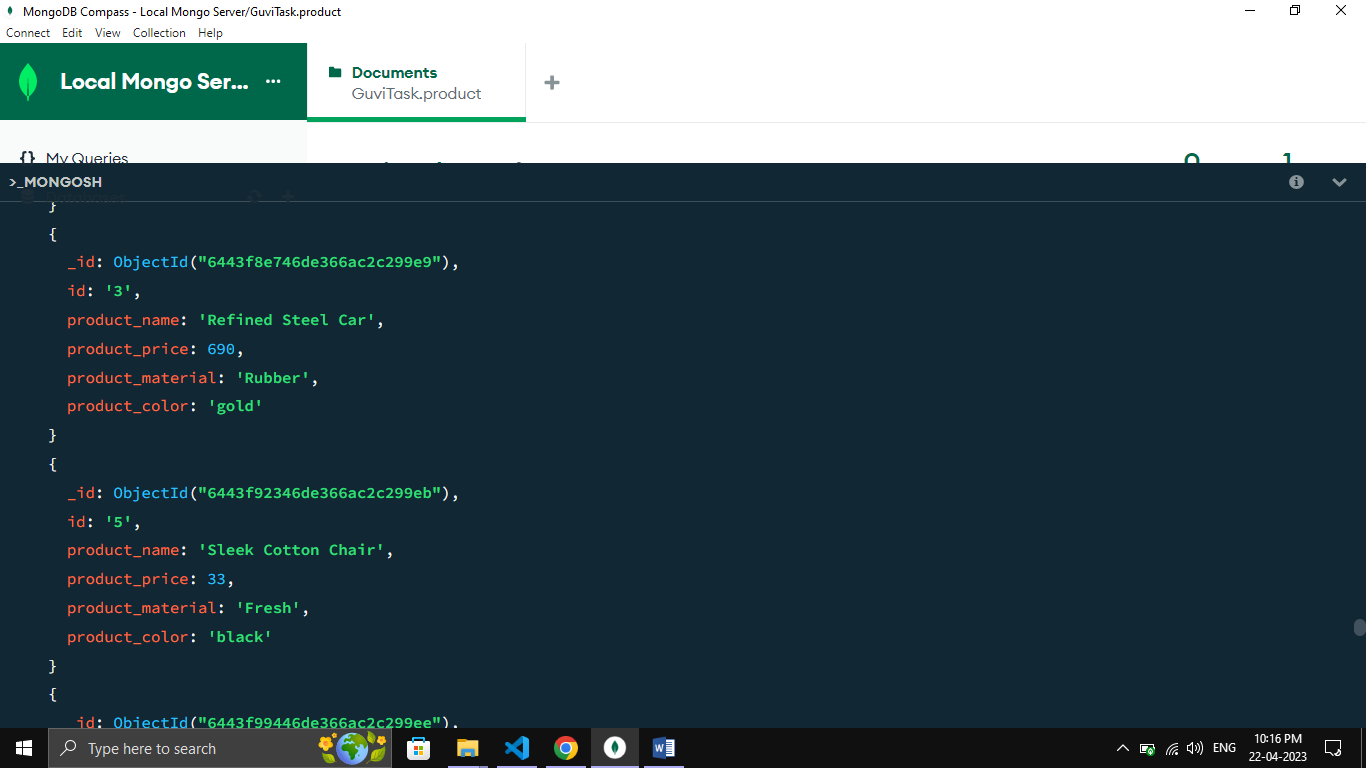 MongoDB Compass - Local Mongo Server/GuviTask.product
Connect Edit View Collection Help
Local Mongo Ser... ...
Documents
GuviTask.product
{} My Queries
>_MONGOSH
}
{
_id: ObjectId("6443f8e746de366ac2c299e9"),
id: '3',
product_name: 'Refined Steel Car',
product_price: 690,
product_material: 'Rubber',
product_color: 'gold'
}
{
_id: ObjectId("6443f92346de366ac2c299eb"),
id: '5',
product_name: 'Sleek Cotton Chair',
product_price: 33,
product_material: 'Fresh',
product_color: 'black'
}
{
_id: ObjectId("6443f99446de366ac2c299ee"),
Type here to search
ENG
10:16 PM
22-04-2023